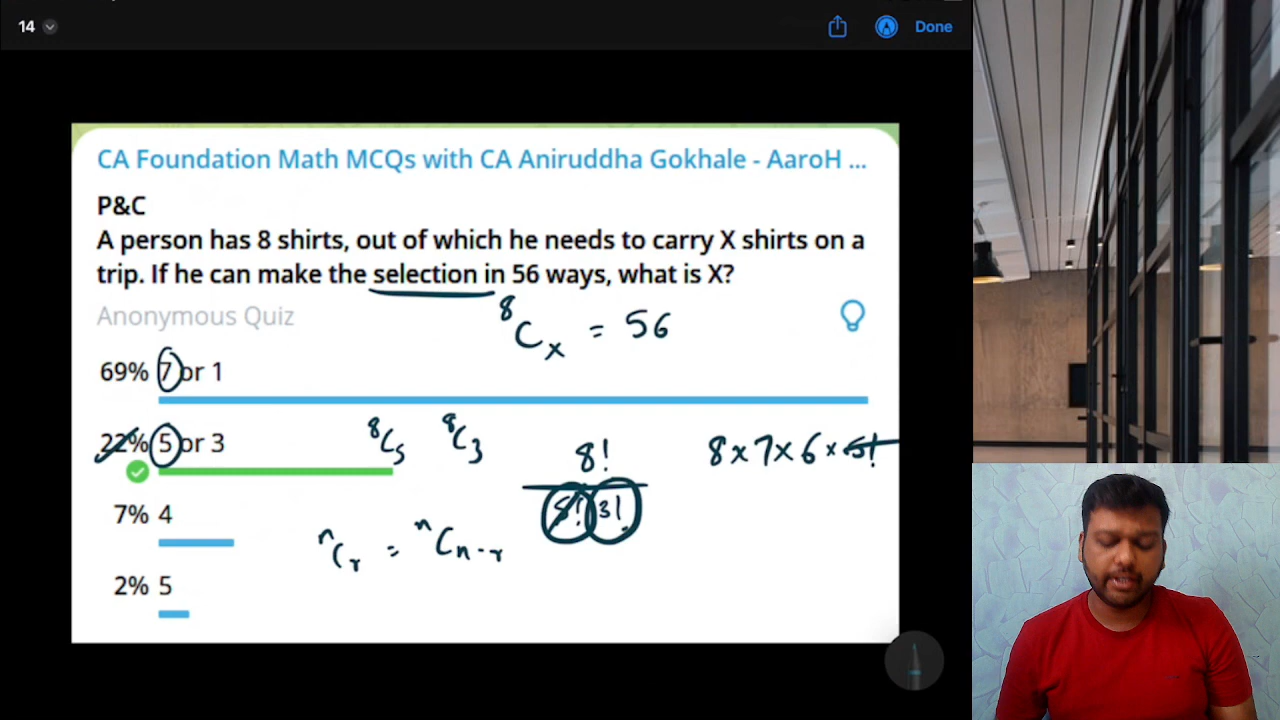 14
Done
CA Foundation Math MCQs with CA Aniruddha Gokhale - AaroH ...
P&C
A person has 8 shirts, out of which he needs to carry X shirts on a
trip. If he can make the selection in 56 ways, what is X?
Anonymous Quiz
⁸Cₓ = 56
69% 7 or 1
22% 5 or 3
⁸C₅ ⁸C₃
8!
5! 3!
8 x 7 x 6 x 5!
7% 4
ⁿCᵣ = ⁿCₙ₋ᵣ
2% 5